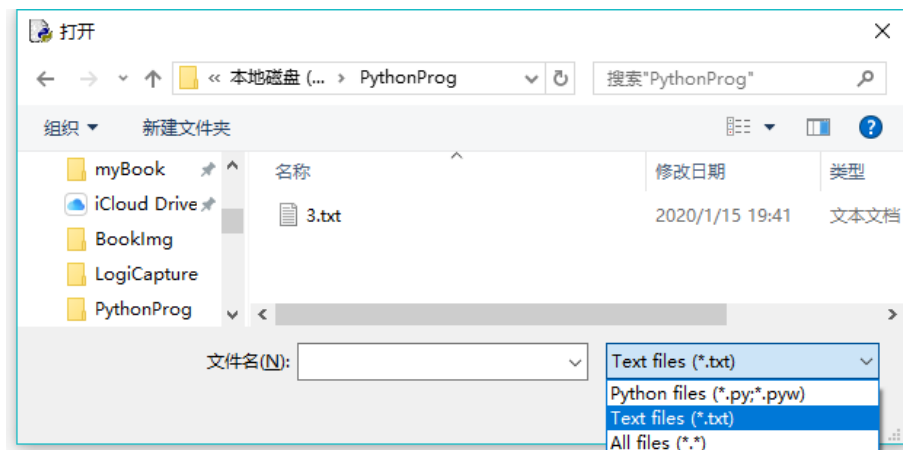 打开
« 本地磁盘 (... › PythonProg
搜索"PythonProg"
组织
新建文件夹
名称
修改日期
类型
myBook
iCloud Drive
BookImg
LogiCapture
PythonProg
3.txt
2020/1/15 19:41
文本文档
文件名(N):
Text files (*.txt)
Python files (*.py;*.pyw)
Text files (*.txt)
All files (*.*)